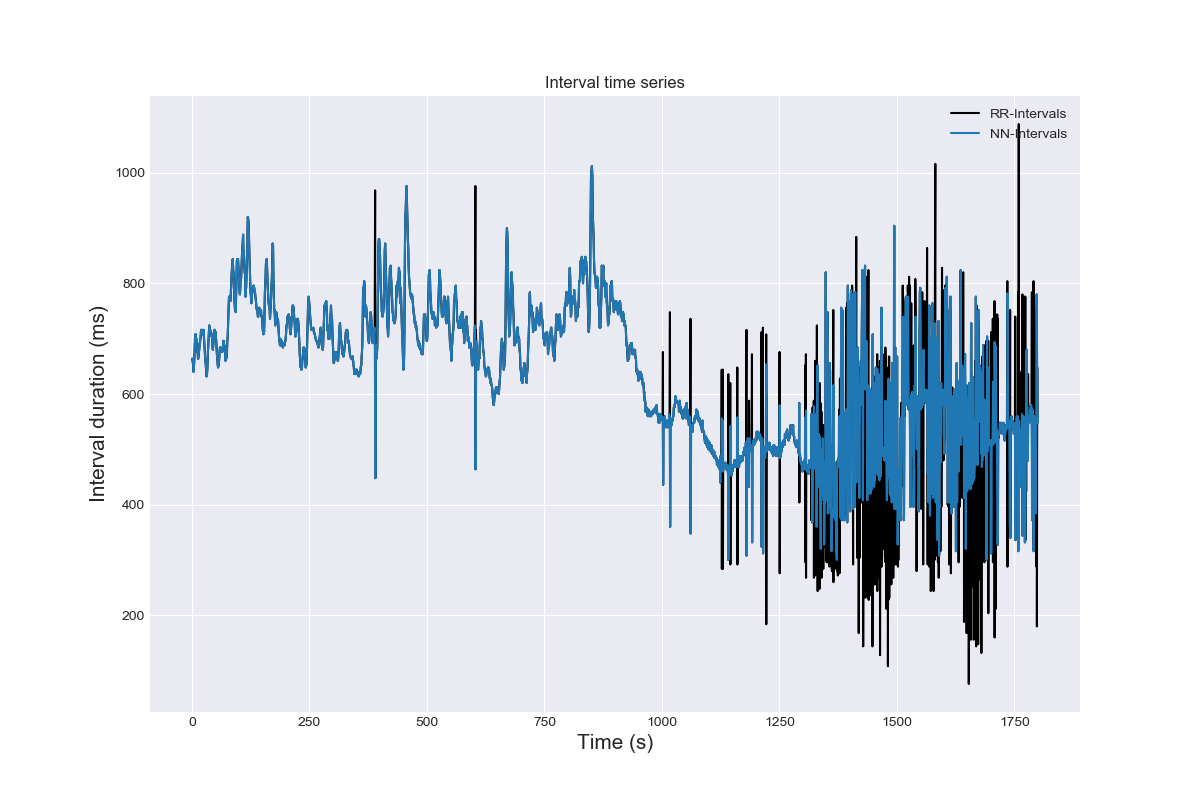 Interval time series
RR-Intervals
NN-Intervals
Interval duration (ms)
1000
800
600
400
200
0
250
500
750
1000
1250
1500
1750
Time (s)